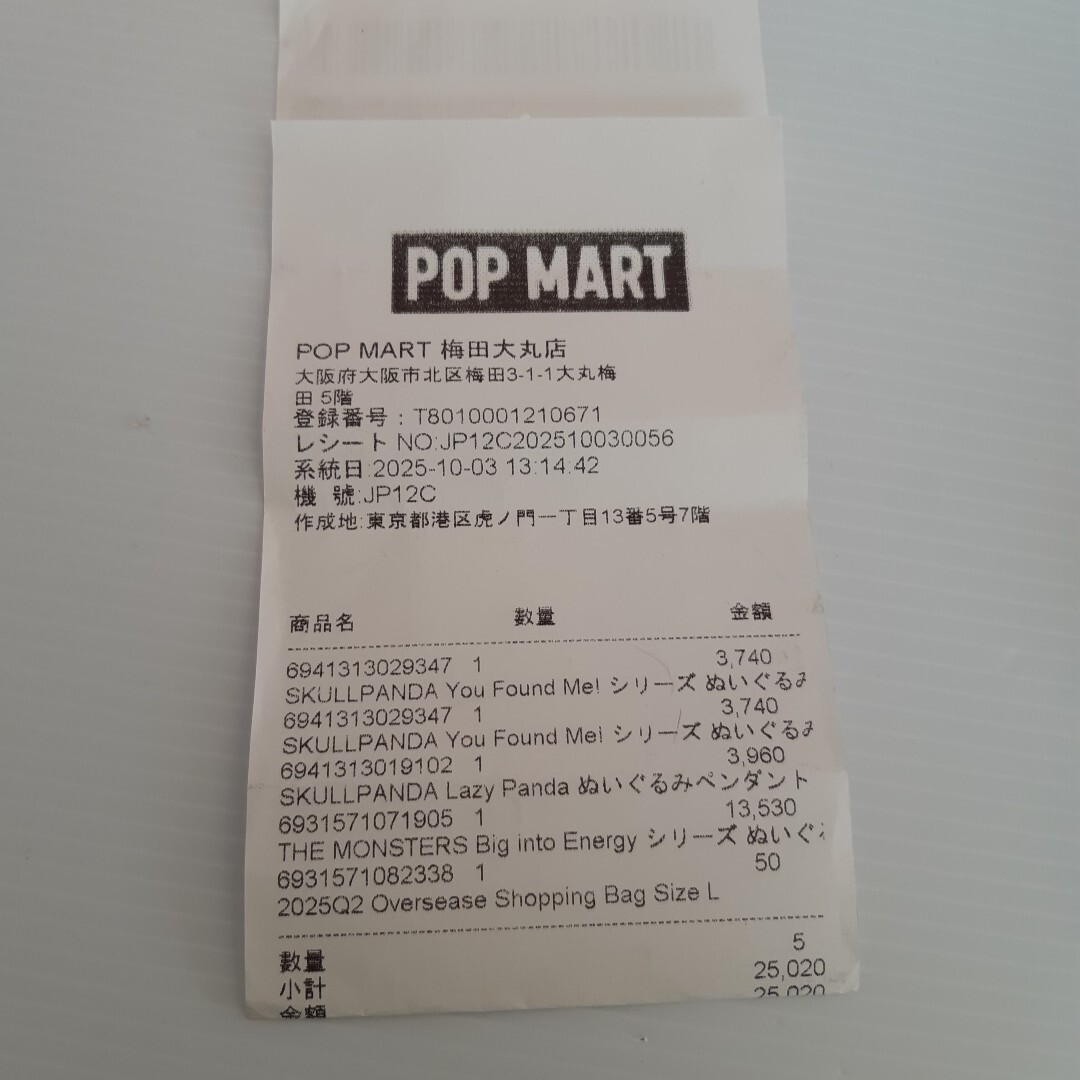 POP MART
POP MART 梅田大丸店
大阪府大阪市北区梅田3-1-1大丸梅
田 5階
登録番号 : T8010001210671
レシート NO:JP12C202510030056
系統日:2025-10-03 13:14:42
機 號:JP12C
作成地:東京都港区虎ノ門一丁目13番5号7階
商品名 数量 金額
6941313029347 1 3,740
SKULLPANDA You Found Me! シリーズ ぬいぐるみ
6941313029347 1 3,740
SKULLPANDA You Found Me! シリーズ ぬいぐるみ
6941313019102 1 3,960
SKULLPANDA Lazy Panda ぬいぐるみペンダント
6931571071905 1 13,530
THE MONSTERS Big into Energy シリーズ ぬいぐ
6931571082338 1 50
2025Q2 Oversease Shopping Bag Size L
數量 5
小計 25,020
金額 25,020